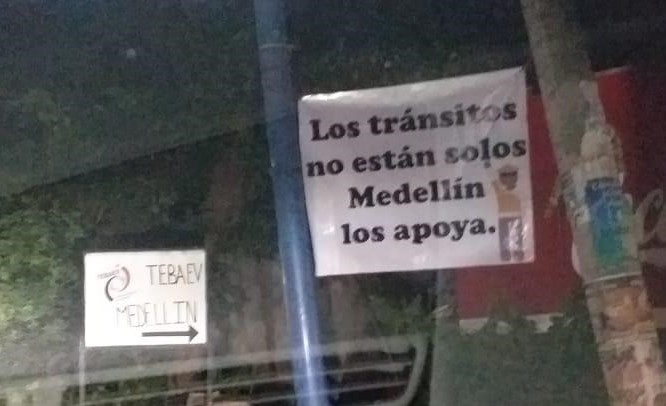 Los tránsitos
no están solos
Medellín
los apoya.
TEBAEV
MEDELLIN